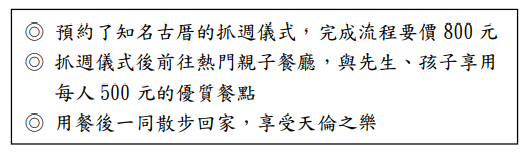 ◎ 預約了知名古厝的抓週儀式，完成流程要價 800 元
◎ 抓週儀式後前往熱門親子餐廳，與先生、孩子享用
每人 500 元的優質餐點
◎ 用餐後一同散步回家，享受天倫之樂